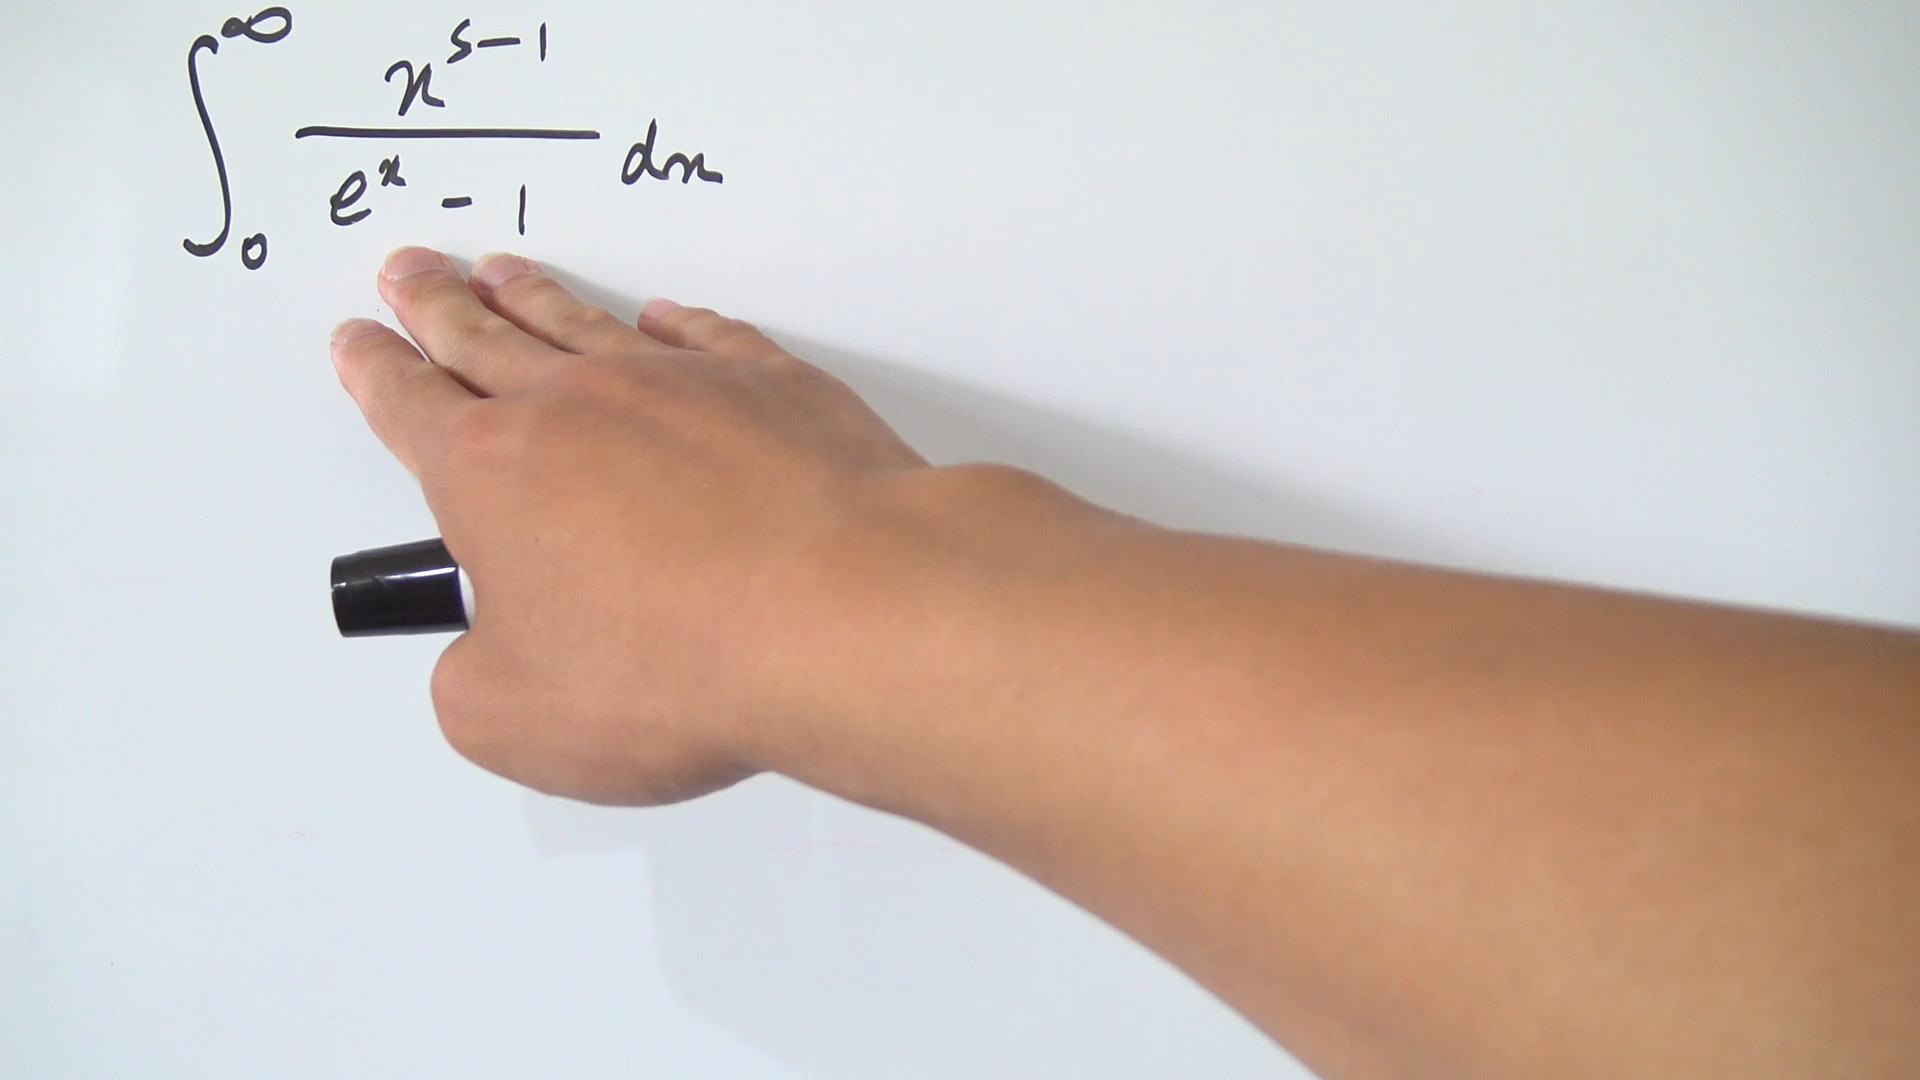 ∫₀^∞ x^(s-1) / (e^x - 1) dx